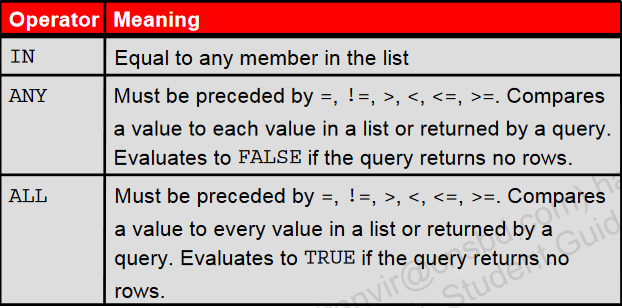 Operator Meaning
IN Equal to any member in the list
ANY Must be preceded by =, !=, >, <, <=, >=. Compares
a value to each value in a list or returned by a query.
Evaluates to FALSE if the query returns no rows.
ALL Must be preceded by =, !=, >, <, <=, >=. Compares
a value to every value in a list or returned by a
query. Evaluates to TRUE if the query returns no
rows.
Student Guid